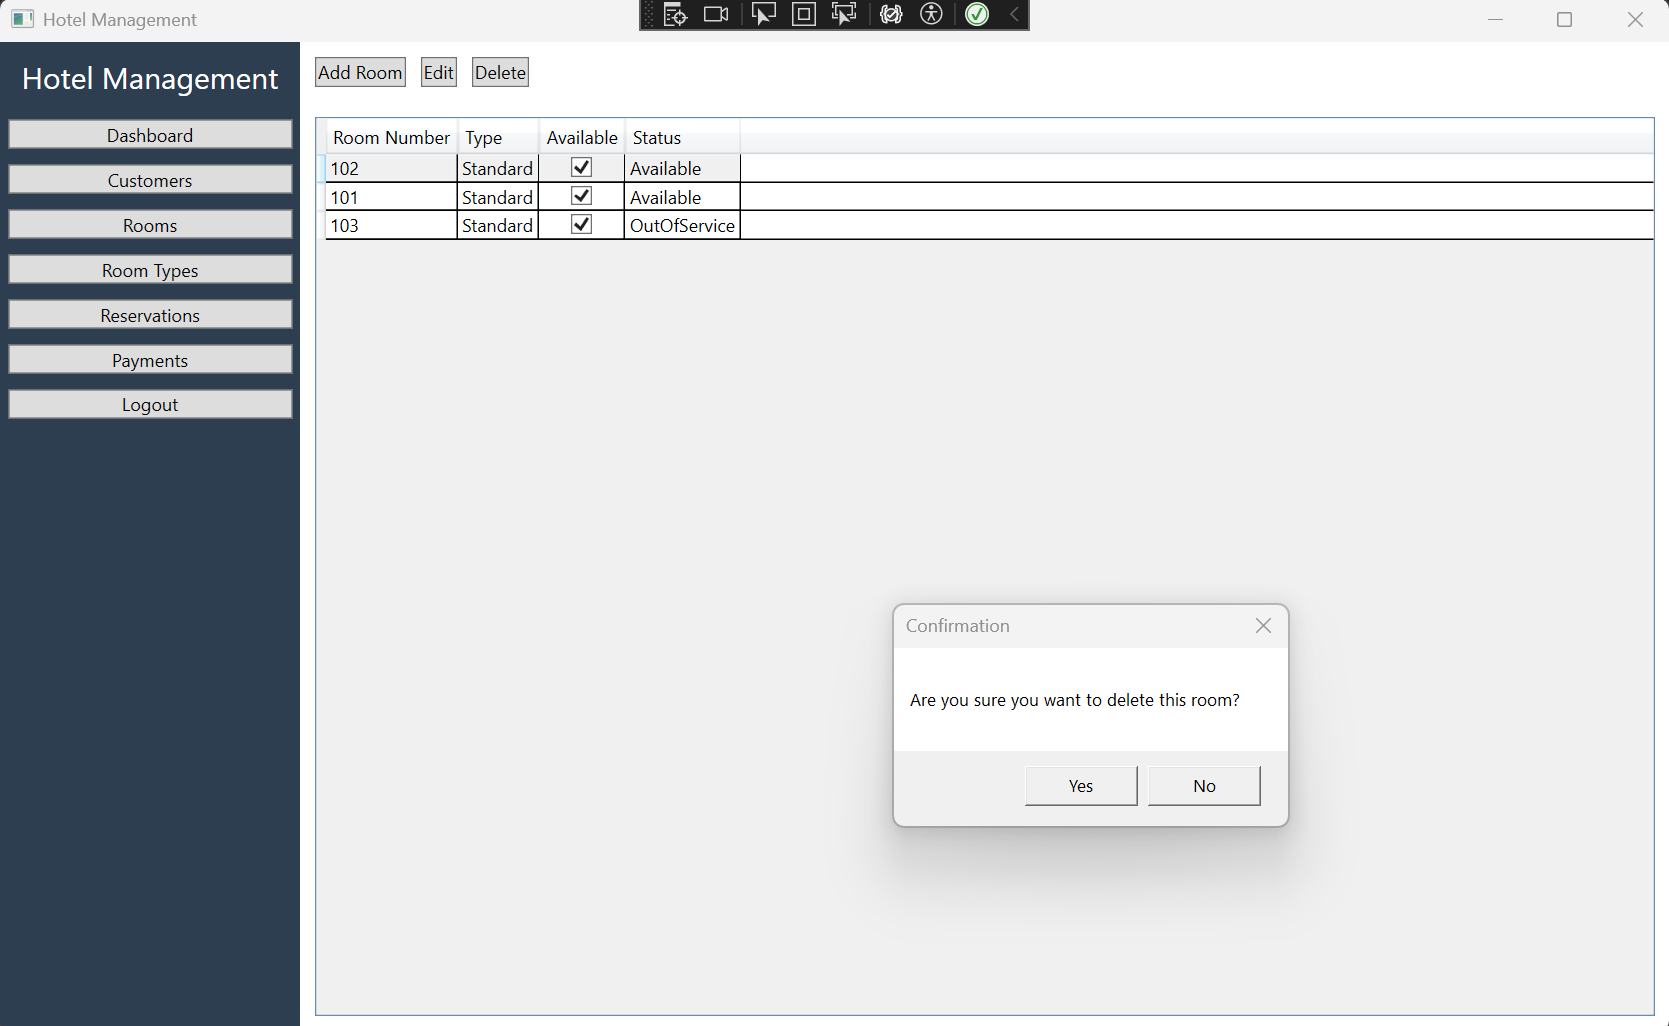 Hotel Management
Hotel Management
Dashboard
Customers
Rooms
Room Types
Reservations
Payments
Logout
Add Room Edit Delete
Room Number Type Available Status
102 Standard Available
101 Standard Available
103 Standard OutOfService
Confirmation
Are you sure you want to delete this room?
Yes No